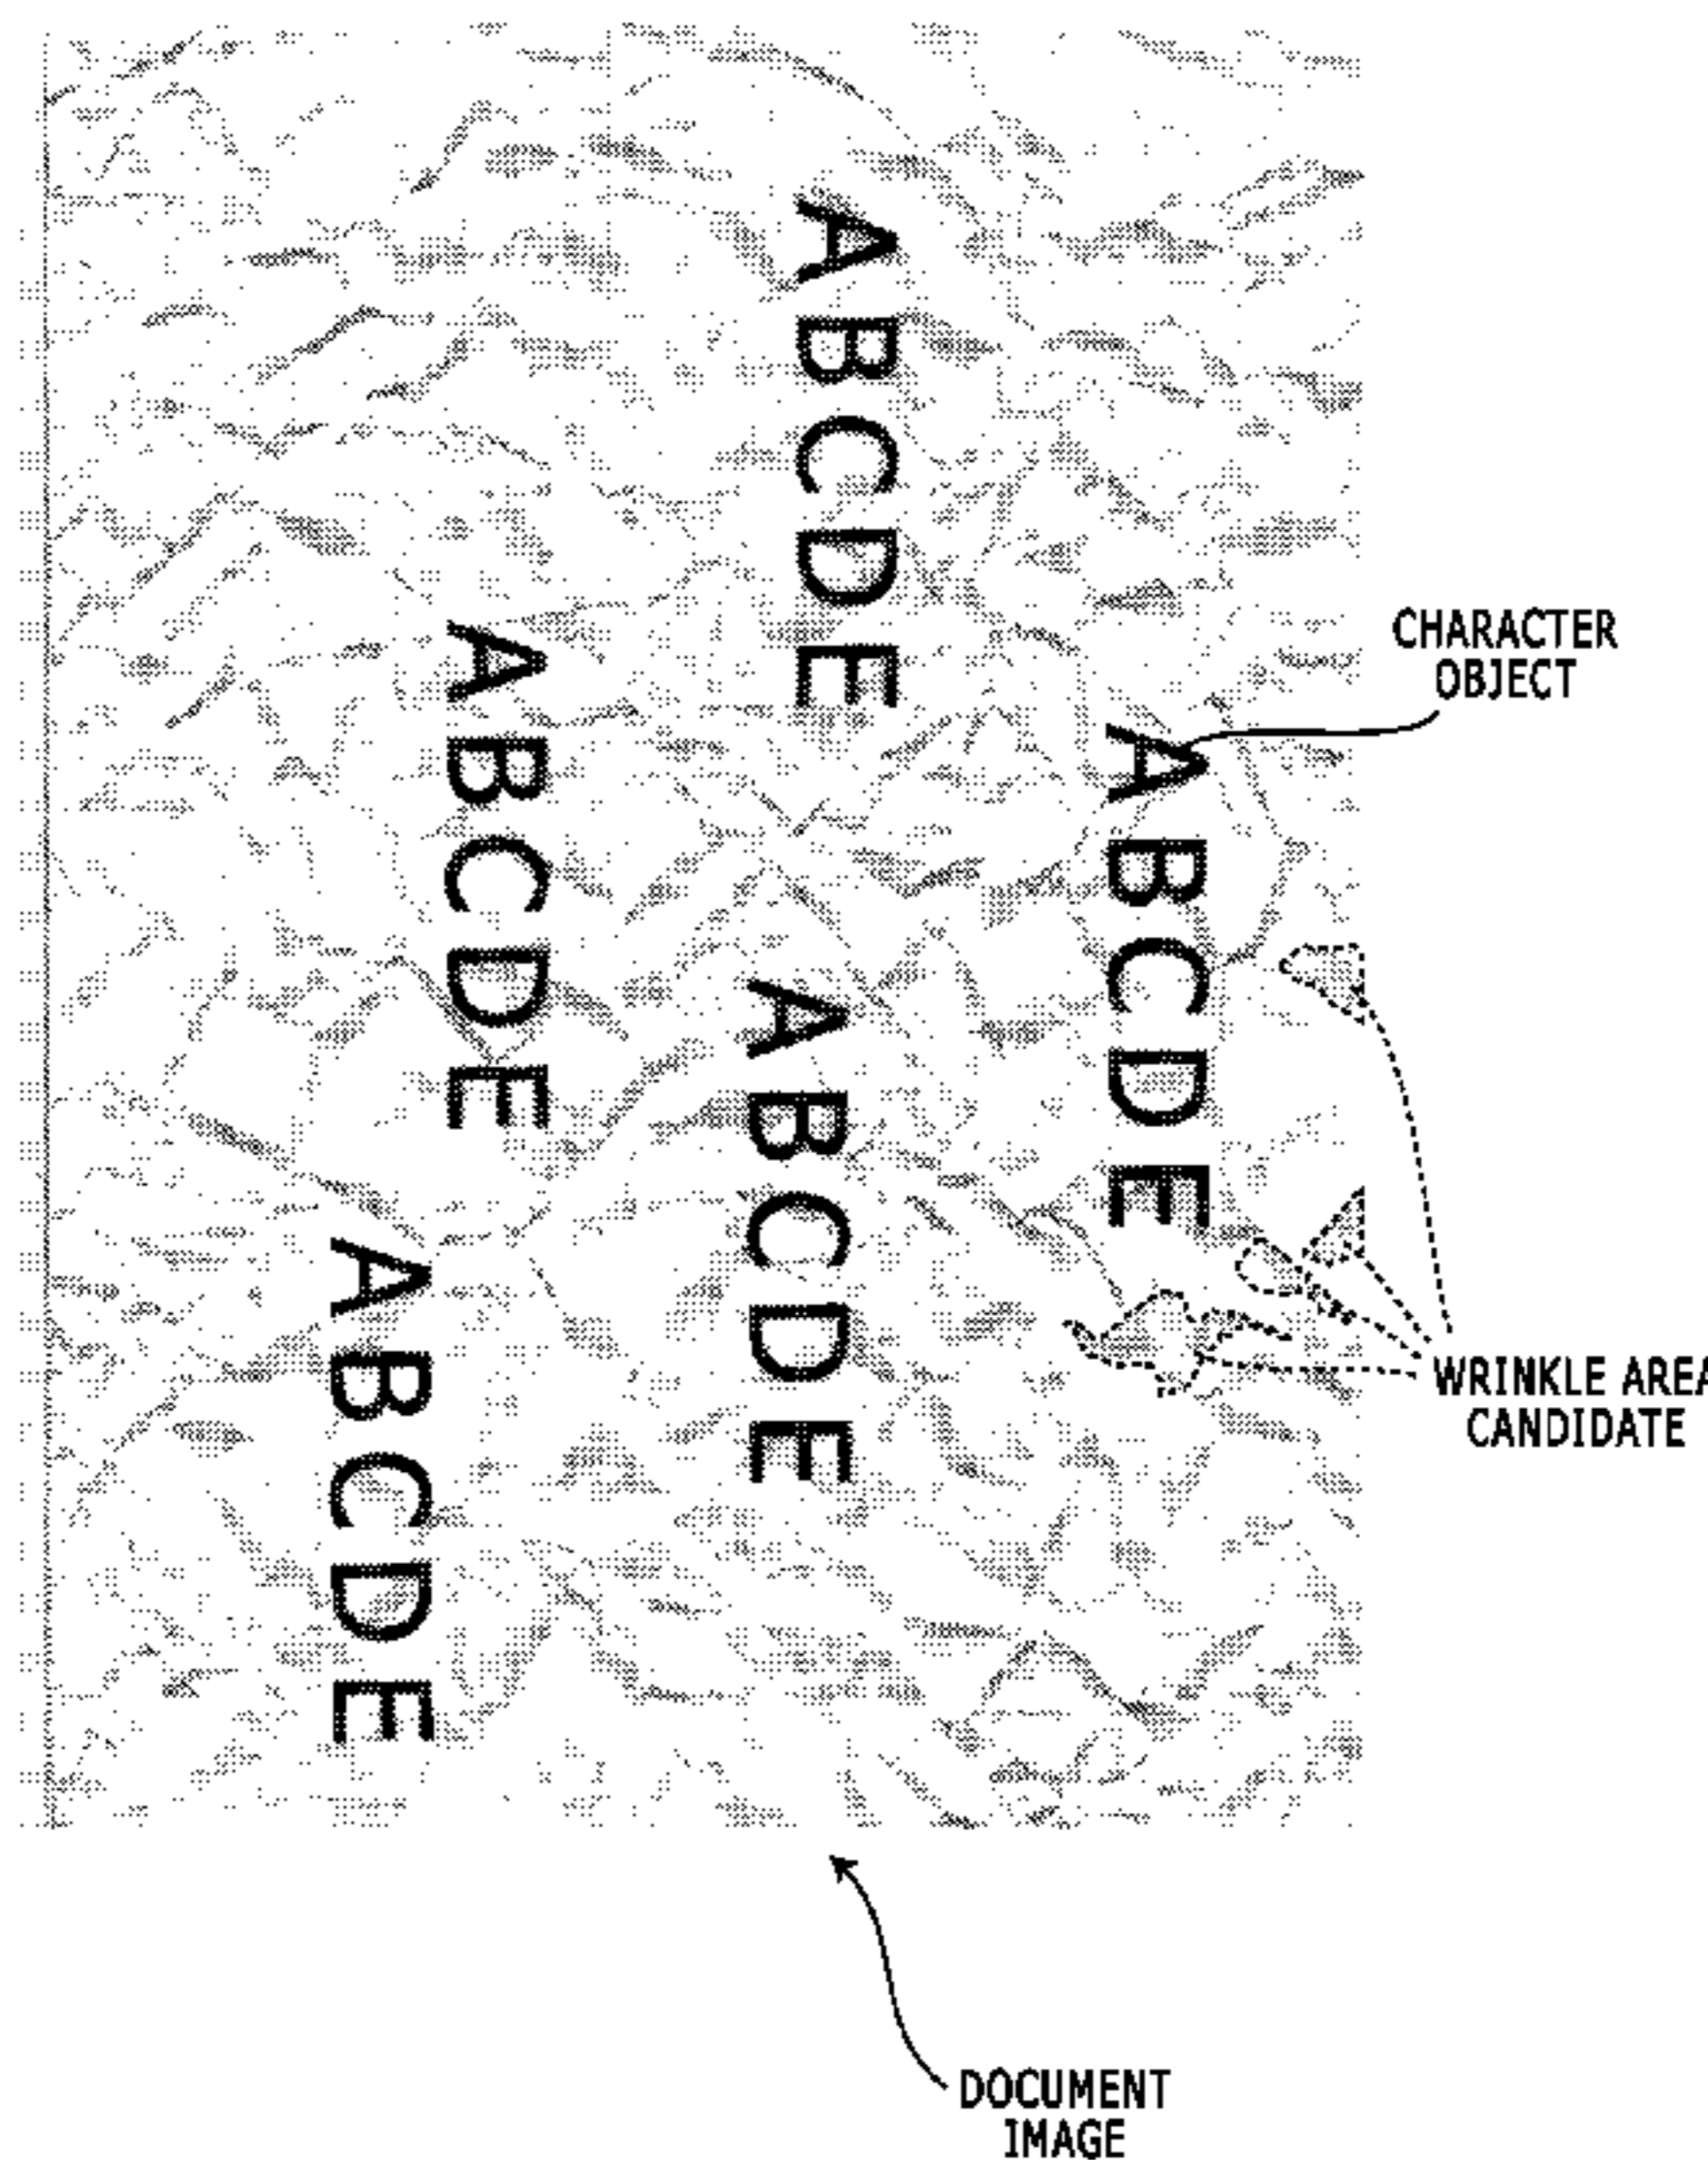 ABCDE
ABCDE
ABCDE
ABCDE
ABCDE
CHARACTER
OBJECT
WRINKLE AREA
CANDIDATE
DOCUMENT
IMAGE